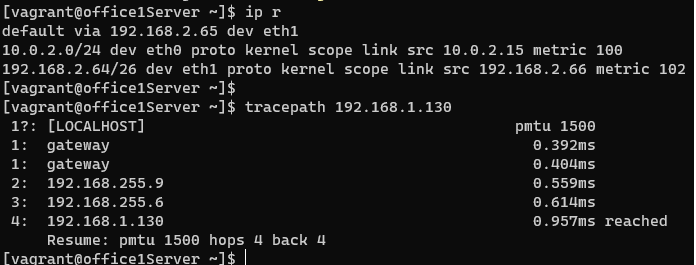 [vagrant@office1Server ~]$ ip r
default via 192.168.2.65 dev eth1
10.0.2.0/24 dev eth0 proto kernel scope link src 10.0.2.15 metric 100
192.168.2.64/26 dev eth1 proto kernel scope link src 192.168.2.66 metric 102
[vagrant@office1Server ~]$
[vagrant@office1Server ~]$ tracepath 192.168.1.130
 1?: [LOCALHOST]                                         pmtu 1500
 1:  gateway                                               0.392ms
 1:  gateway                                               0.404ms
 2:  192.168.255.9                                         0.559ms
 3:  192.168.255.6                                         0.614ms
 4:  192.168.1.130                                         0.957ms reached
     Resume: pmtu 1500 hops 4 back 4
[vagrant@office1Server ~]$